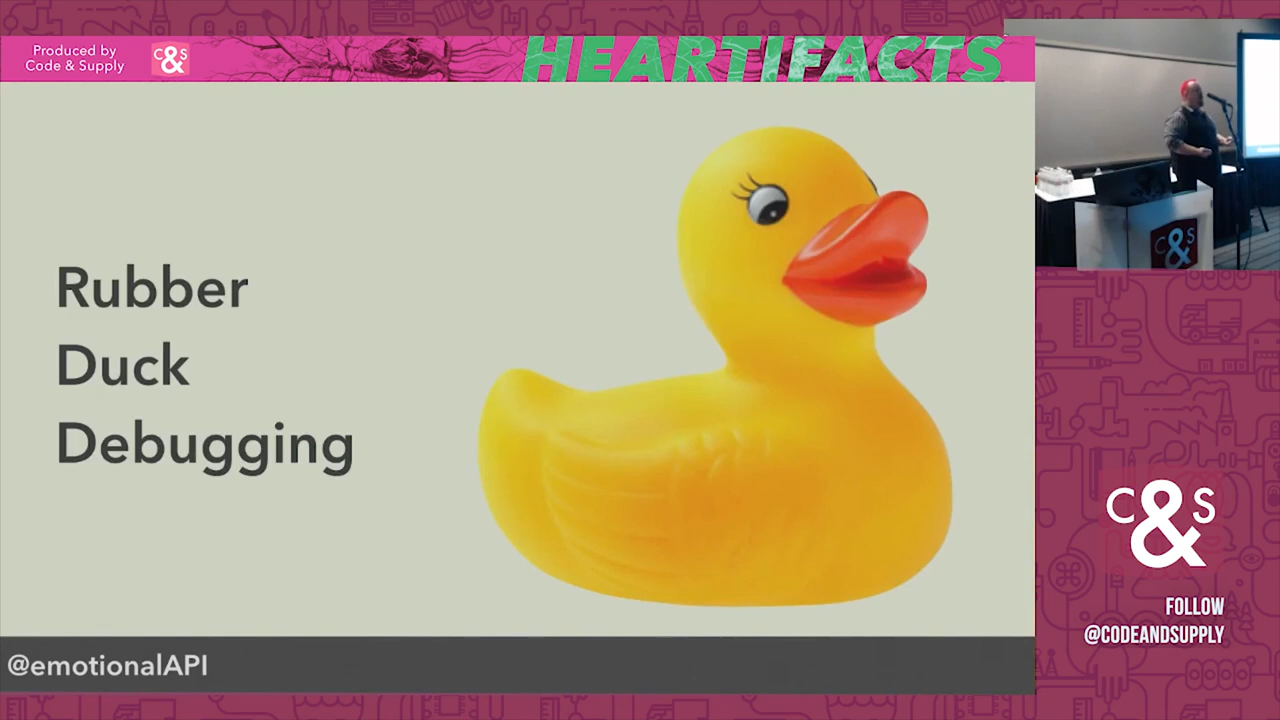 Produced by
Code & Supply
C&S
HEARTIFACTS
Rubber
Duck
Debugging
@emotionalAPI
C&S
C&S
FOLLOW
@CODEANDSUPPLY